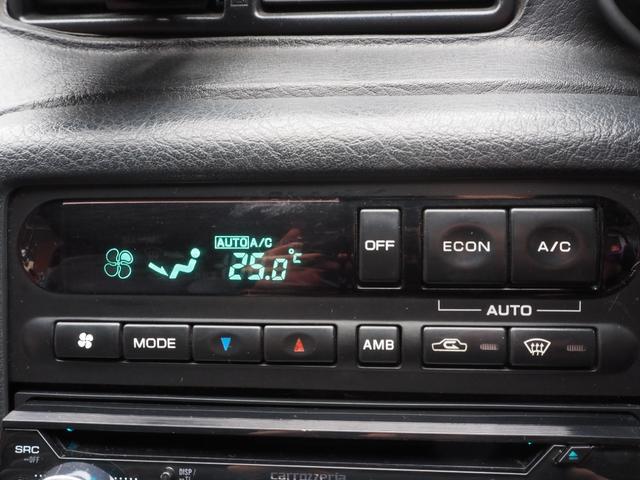 AUTO A/C
25.0°C
OFF
ECON
A/C
AUTO
MODE
AMB
SRC
OFF
DISP/
carrozzeria